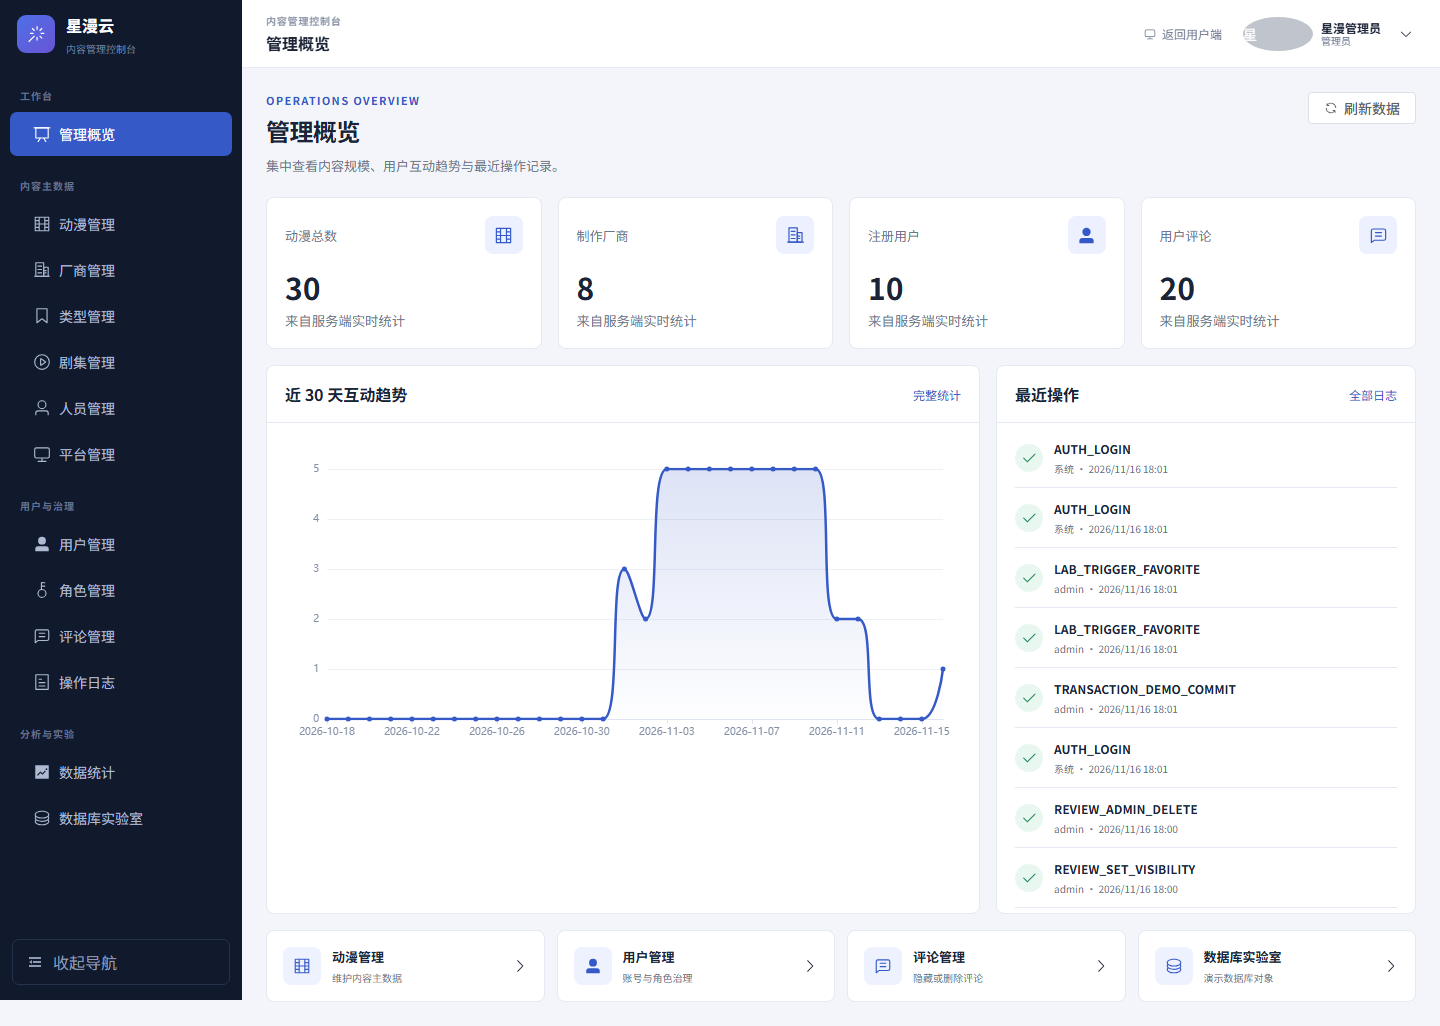 星漫云
内容管理控制台
工作台
管理概览
内容主数据
动漫管理
厂商管理
类型管理
剧集管理
人员管理
平台管理
用户与治理
用户管理
角色管理
评论管理
操作日志
分析与实验
数据统计
数据库实验室
收起导航
内容管理控制台
管理概览
返回用户端
星
星漫管理员
管理员
OPERATIONS OVERVIEW
管理概览
集中查看内容规模、用户互动趋势与最近操作记录。
刷新数据
动漫总数
30
来自服务端实时统计
制作厂商
8
来自服务端实时统计
注册用户
10
来自服务端实时统计
用户评论
20
来自服务端实时统计
近 30 天互动趋势
完整统计
5
4
3
2
1
0
2026-10-18
2026-10-22
2026-10-26
2026-10-30
2026-11-03
2026-11-07
2026-11-11
2026-11-15
最近操作
全部日志
AUTH_LOGIN
系统 · 2026/11/16 18:01
AUTH_LOGIN
系统 · 2026/11/16 18:01
LAB_TRIGGER_FAVORITE
admin · 2026/11/16 18:01
LAB_TRIGGER_FAVORITE
admin · 2026/11/16 18:01
TRANSACTION_DEMO_COMMIT
admin · 2026/11/16 18:01
AUTH_LOGIN
系统 · 2026/11/16 18:01
REVIEW_ADMIN_DELETE
admin · 2026/11/16 18:00
REVIEW_SET_VISIBILITY
admin · 2026/11/16 18:00
动漫管理
维护内容主数据
用户管理
账号与角色治理
评论管理
隐藏或删除评论
数据库实验室
演示数据库对象